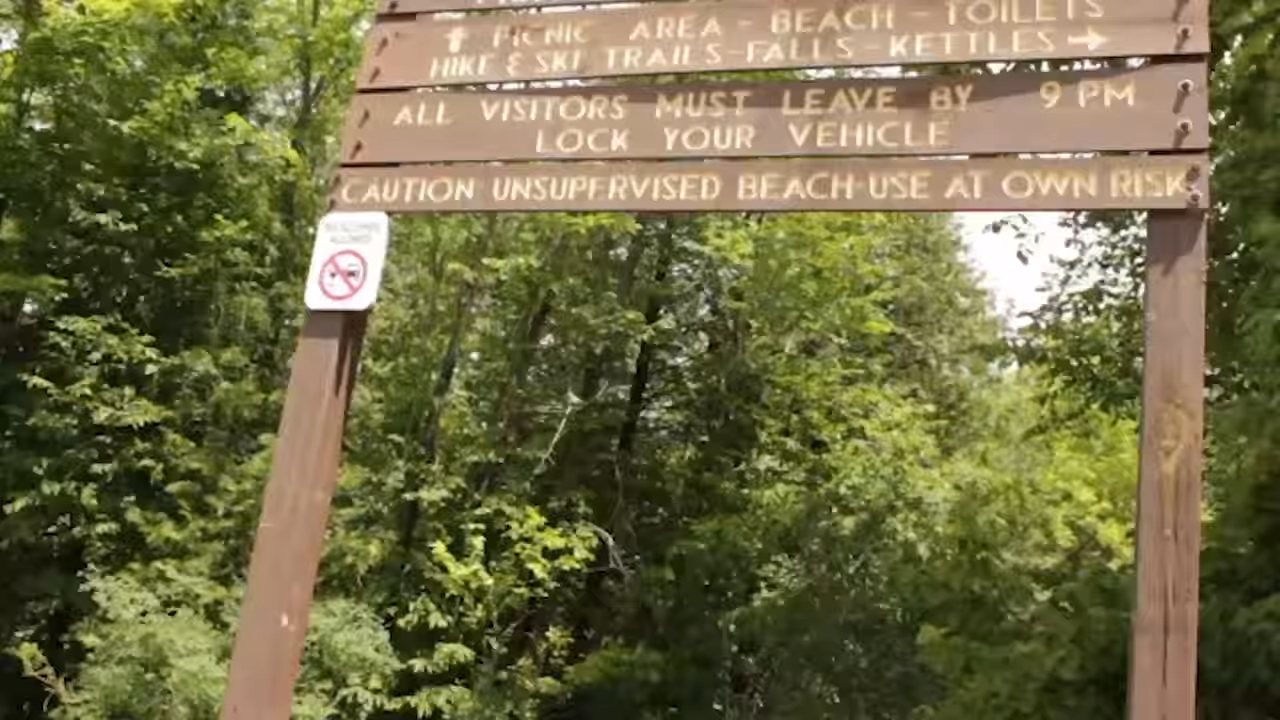 ↑ PICNIC AREA - BEACH - TOILETS
HIKE & SKI TRAILS - FALLS - KETTLES →
ALL VISITORS MUST LEAVE BY 9 PM
LOCK YOUR VEHICLE
CAUTION UNSUPERVISED BEACH USE AT OWN RISK